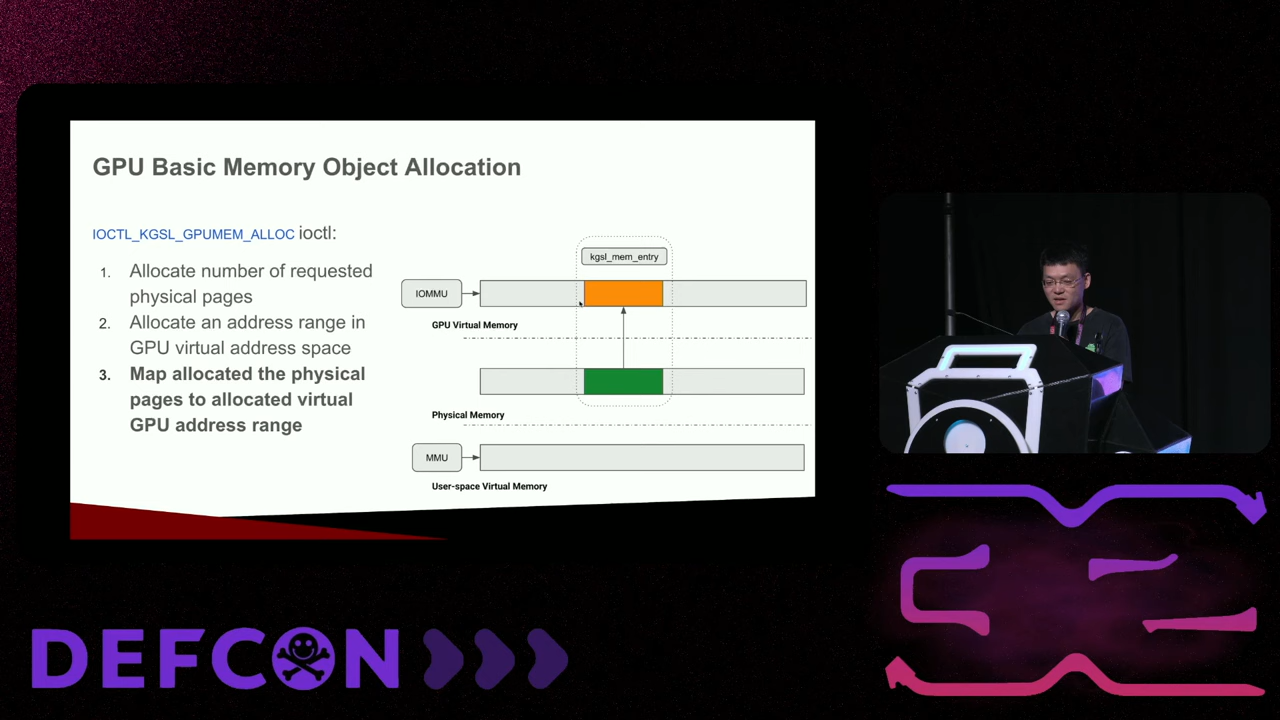 GPU Basic Memory Object Allocation
IOCTL_KGSL_GPUMEM_ALLOC ioctl:
1. Allocate number of requested
physical pages
2. Allocate an address range in
GPU virtual address space
3. Map allocated the physical
pages to allocated virtual
GPU address range
kgsl_mem_entry
IOMMU
GPU Virtual Memory
Physical Memory
MMU
User-space Virtual Memory
DEFCON